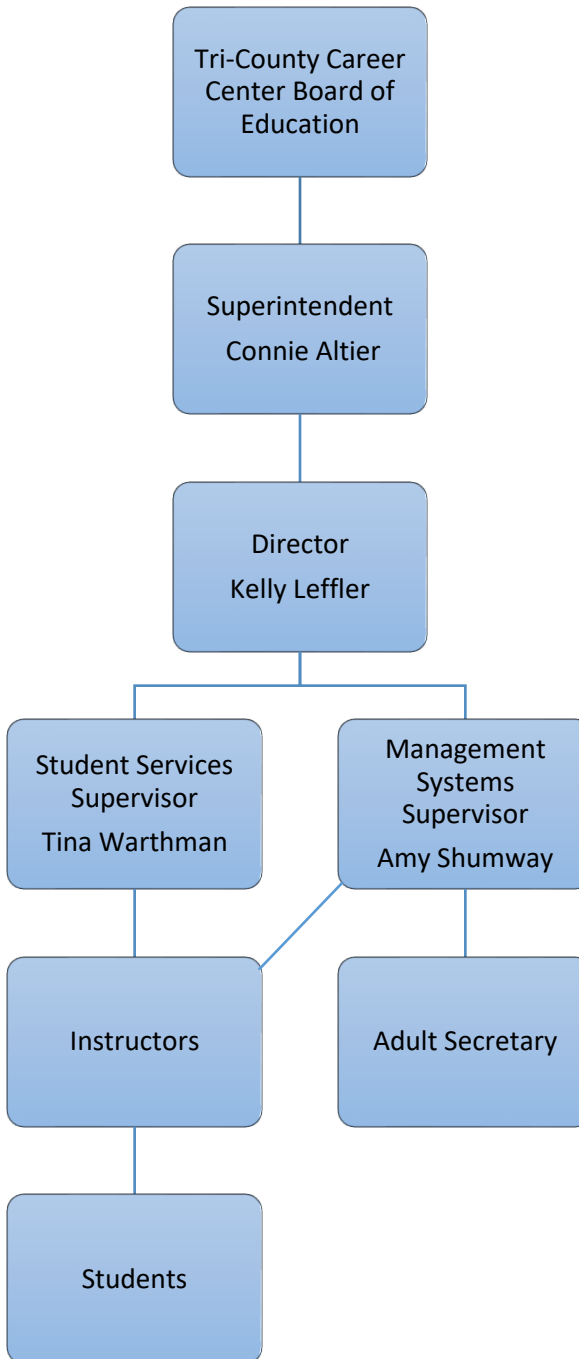 Tri-County Career
Center Board of
Education
Superintendent
Connie Altier
Director
Kelly Leffler
Student Services
Supervisor
Tina Warthman
Management
Systems
Supervisor
Amy Shumway
Instructors
Adult Secretary
Students